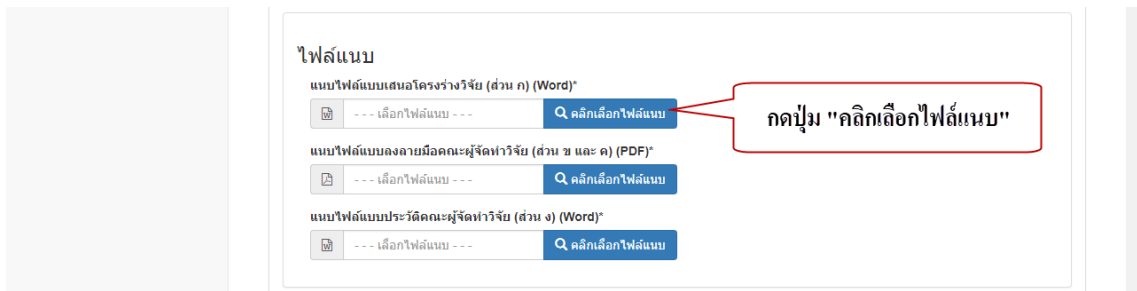 ไฟล์แนบ
แนบไฟล์แบบเสนอโครงร่างวิจัย (ส่วน ก) (Word)*
- - - เลือกไฟล์แนบ - - - คลิกเลือกไฟล์แนบ
กดปุ่ม "คลิกเลือกไฟล์แนบ"
แนบไฟล์แบบลงลายมือคณะผู้จัดทำวิจัย (ส่วน ข และ ค) (PDF)*
- - - เลือกไฟล์แนบ - - - คลิกเลือกไฟล์แนบ
แนบไฟล์แบบประวัติคณะผู้จัดทำวิจัย (ส่วน ง) (Word)*
- - - เลือกไฟล์แนบ - - - คลิกเลือกไฟล์แนบ